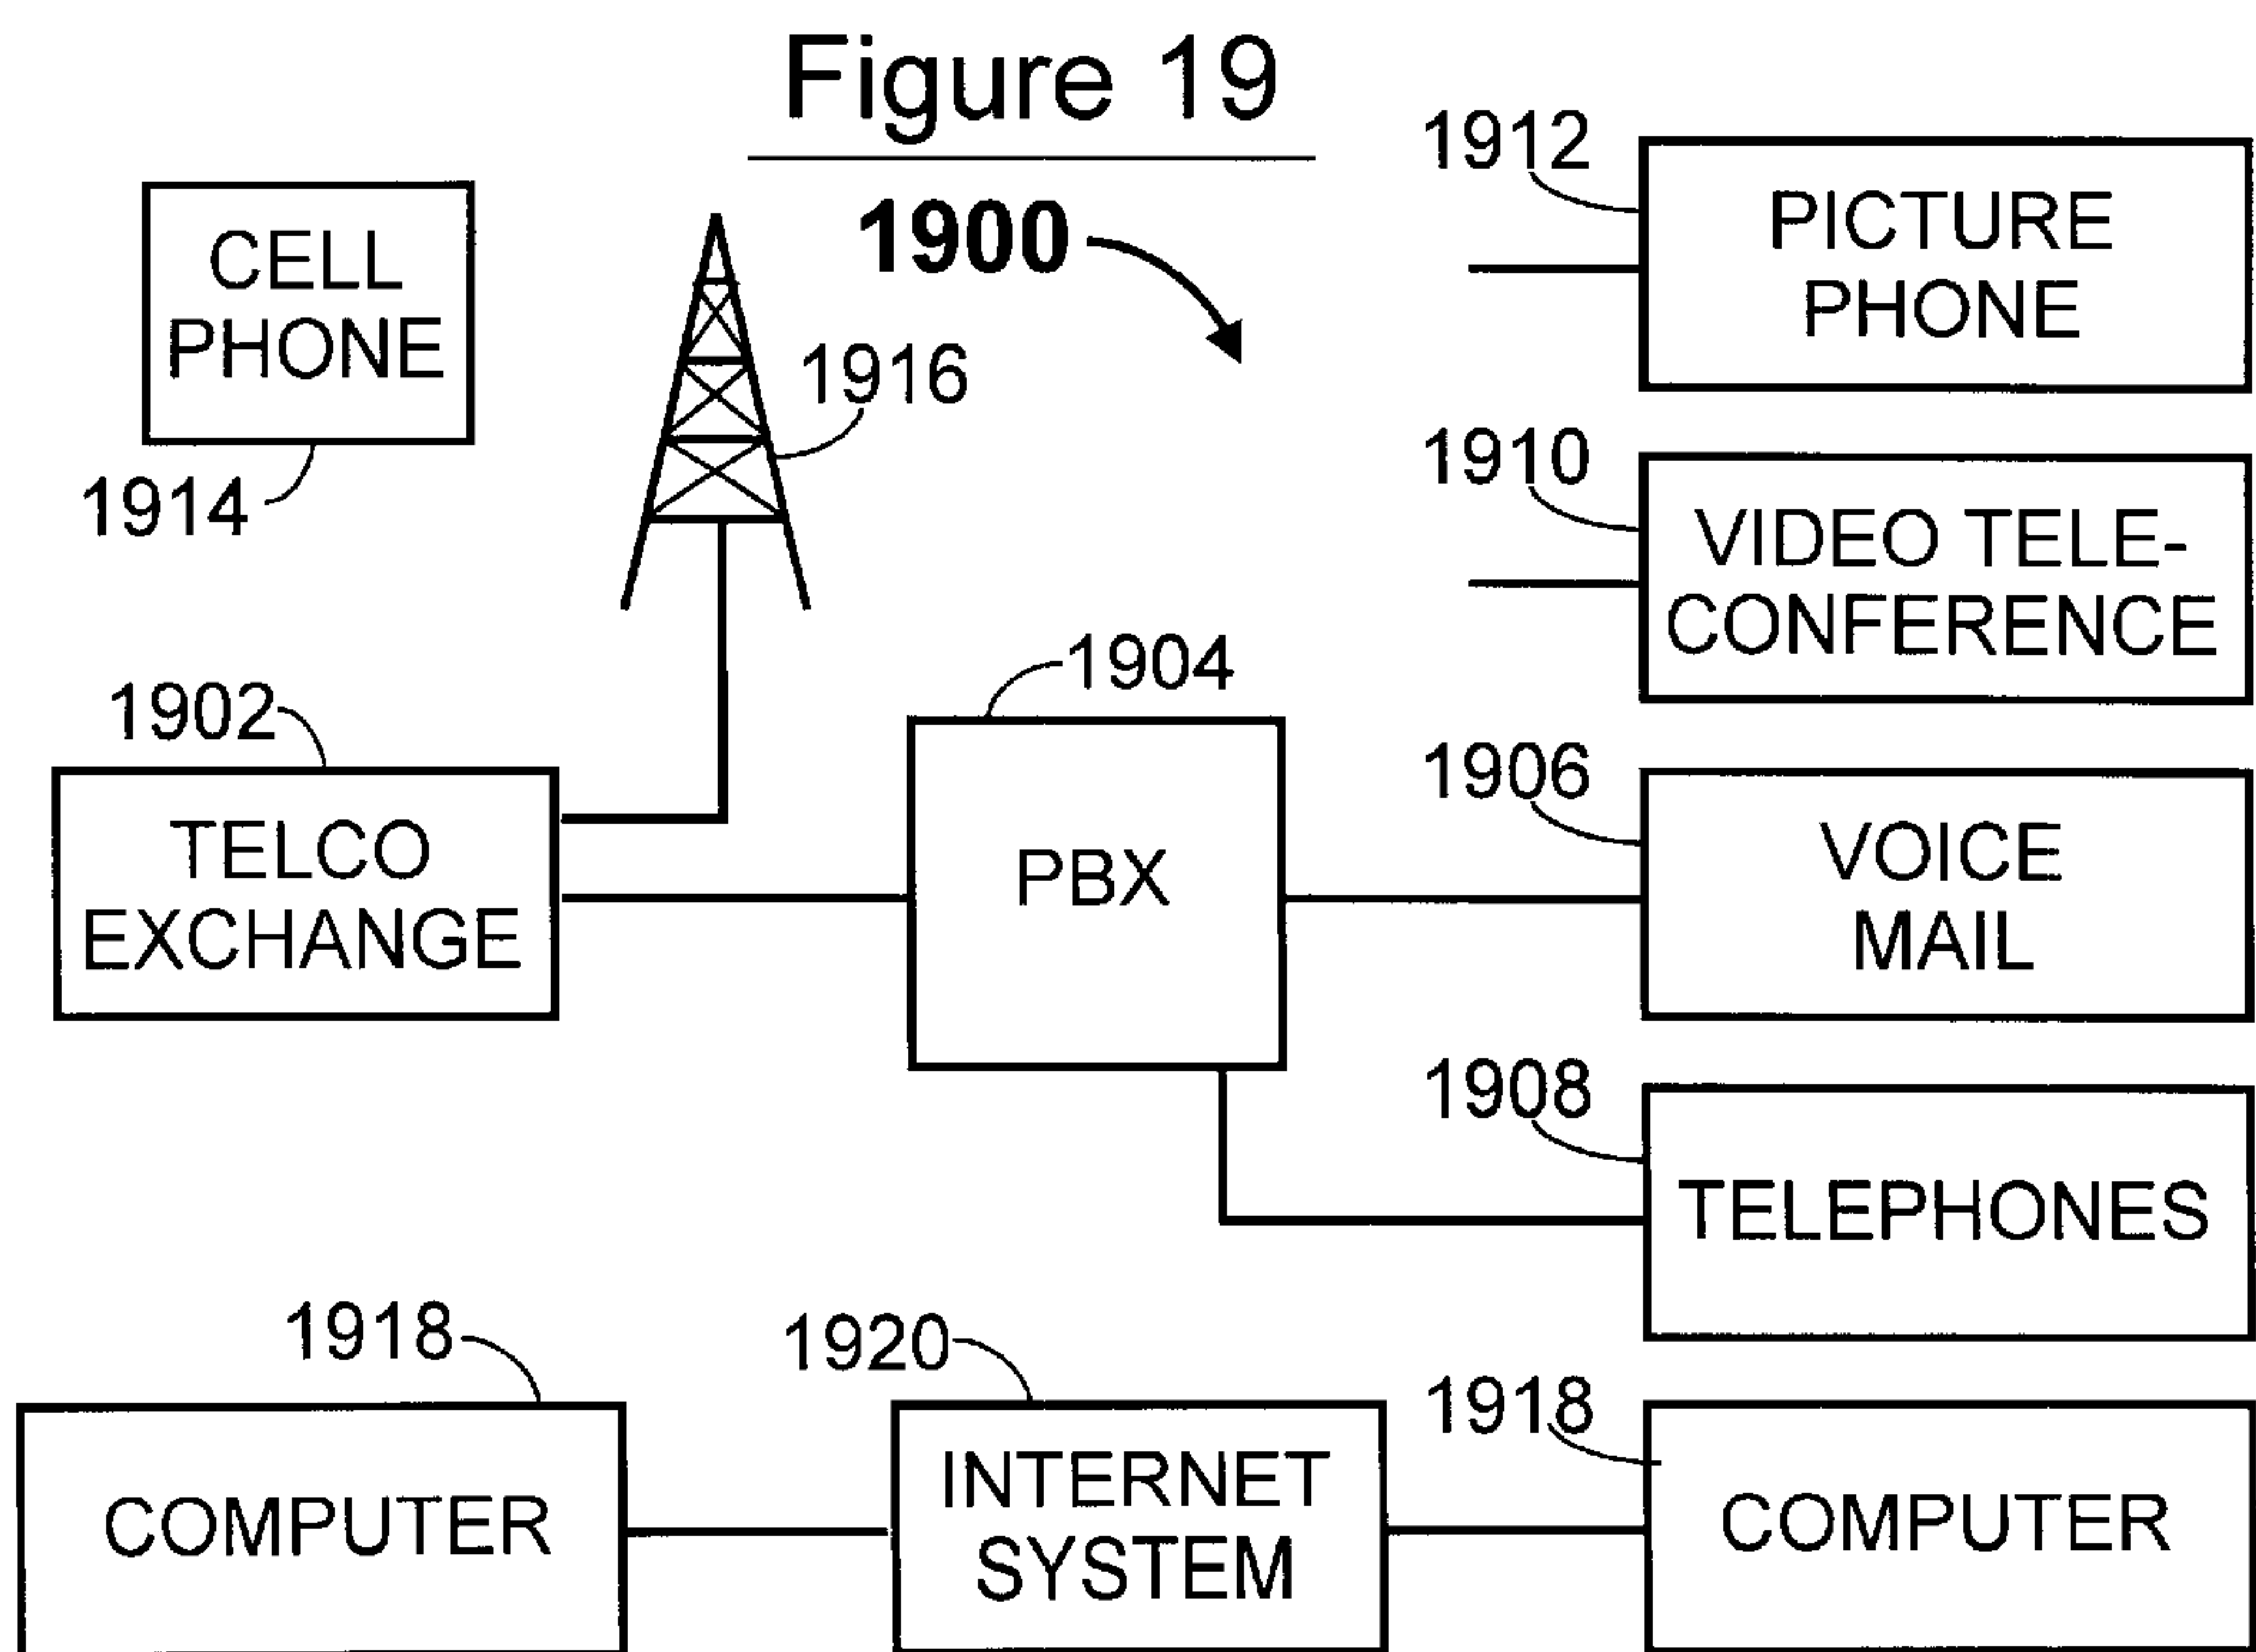 Figure 19
1900
1912
PICTURE
PHONE
CELL
PHONE
1914
1916
1910
VIDEO TELE-
CONFERENCE
1904
1902
TELCO
EXCHANGE
PBX
1906
VOICE
MAIL
1908
TELEPHONES
1918
COMPUTER
1920
INTERNET
SYSTEM
1918
COMPUTER